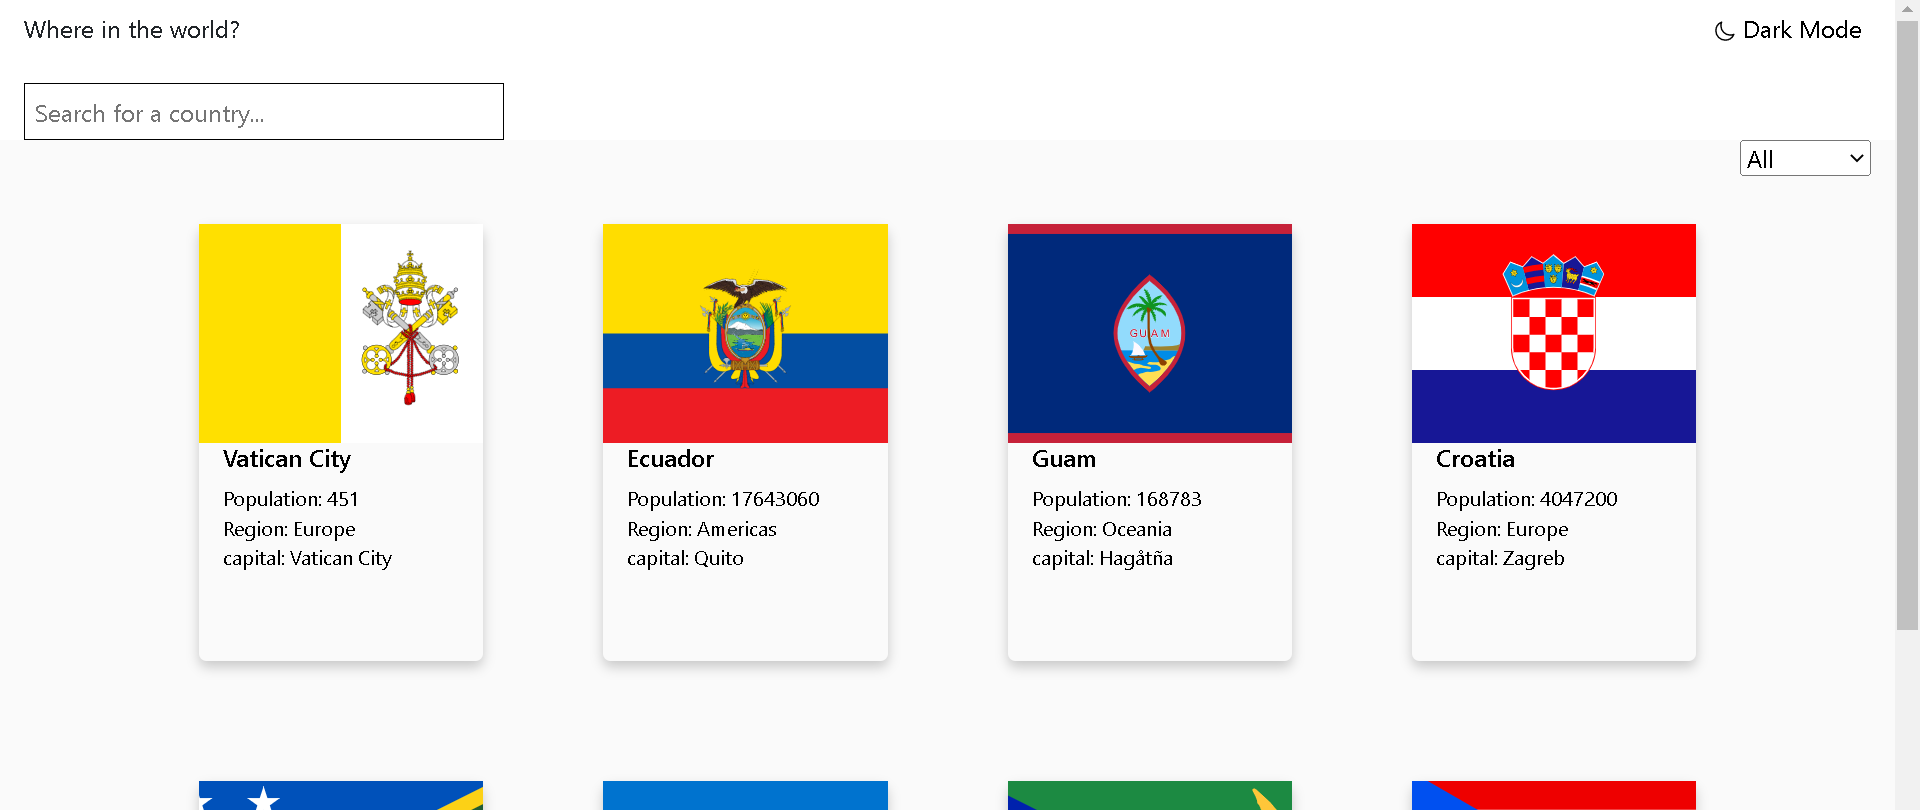 Where in the world?
Dark Mode
Search for a country...
All
GUAM
Vatican City
Population: 451
Region: Europe
capital: Vatican City
Ecuador
Population: 17643060
Region: Americas
capital: Quito
Guam
Population: 168783
Region: Oceania
capital: Hagåtña
Croatia
Population: 4047200
Region: Europe
capital: Zagreb